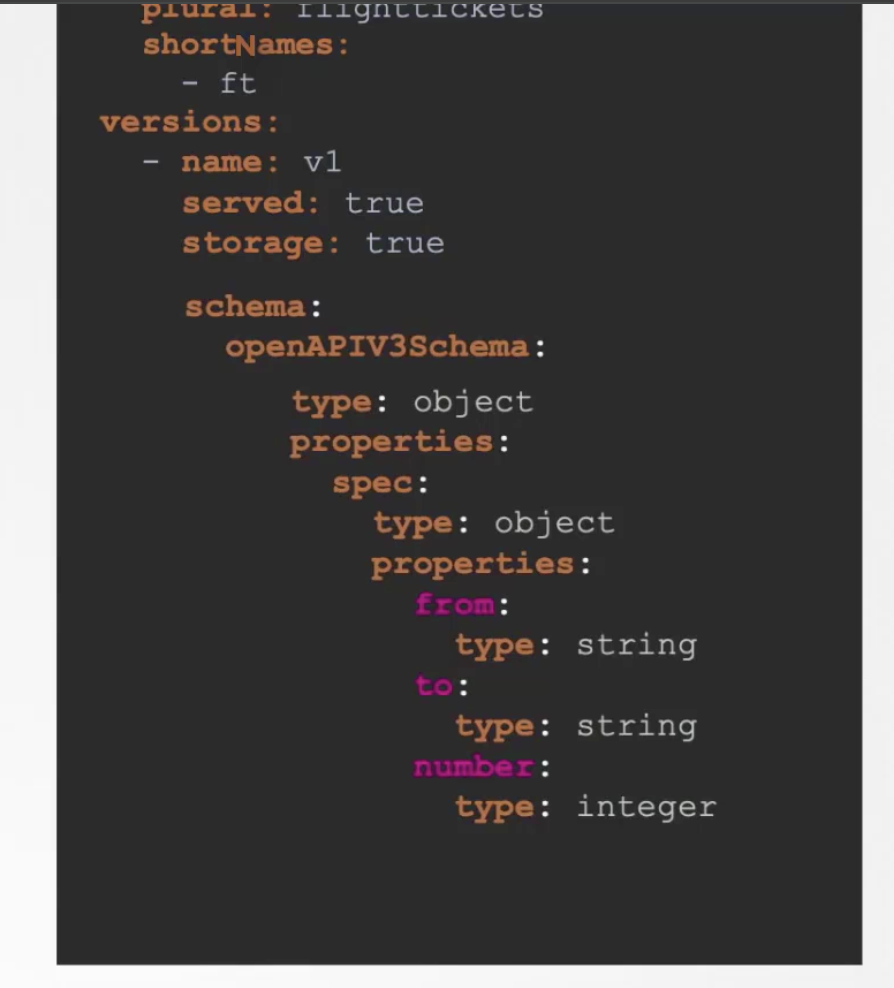 plural: flighttickets
shortNames:
- ft
versions:
- name: v1
served: true
storage: true
schema:
openAPIV3Schema:
type: object
properties:
spec:
type: object
properties:
from:
type: string
to:
type: string
number:
type: integer